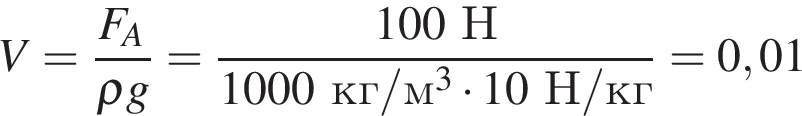 V = F_A / ρg = 100 Н / 1000 кг/м³ · 10 Н/кг = 0,01